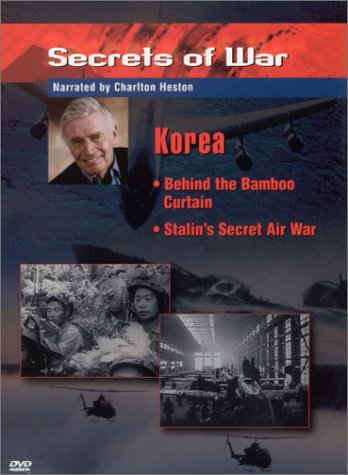 Secrets of War
Narrated by Charlton Heston
Korea
• Behind the Bamboo
Curtain
• Stalin's Secret Air War
DVD